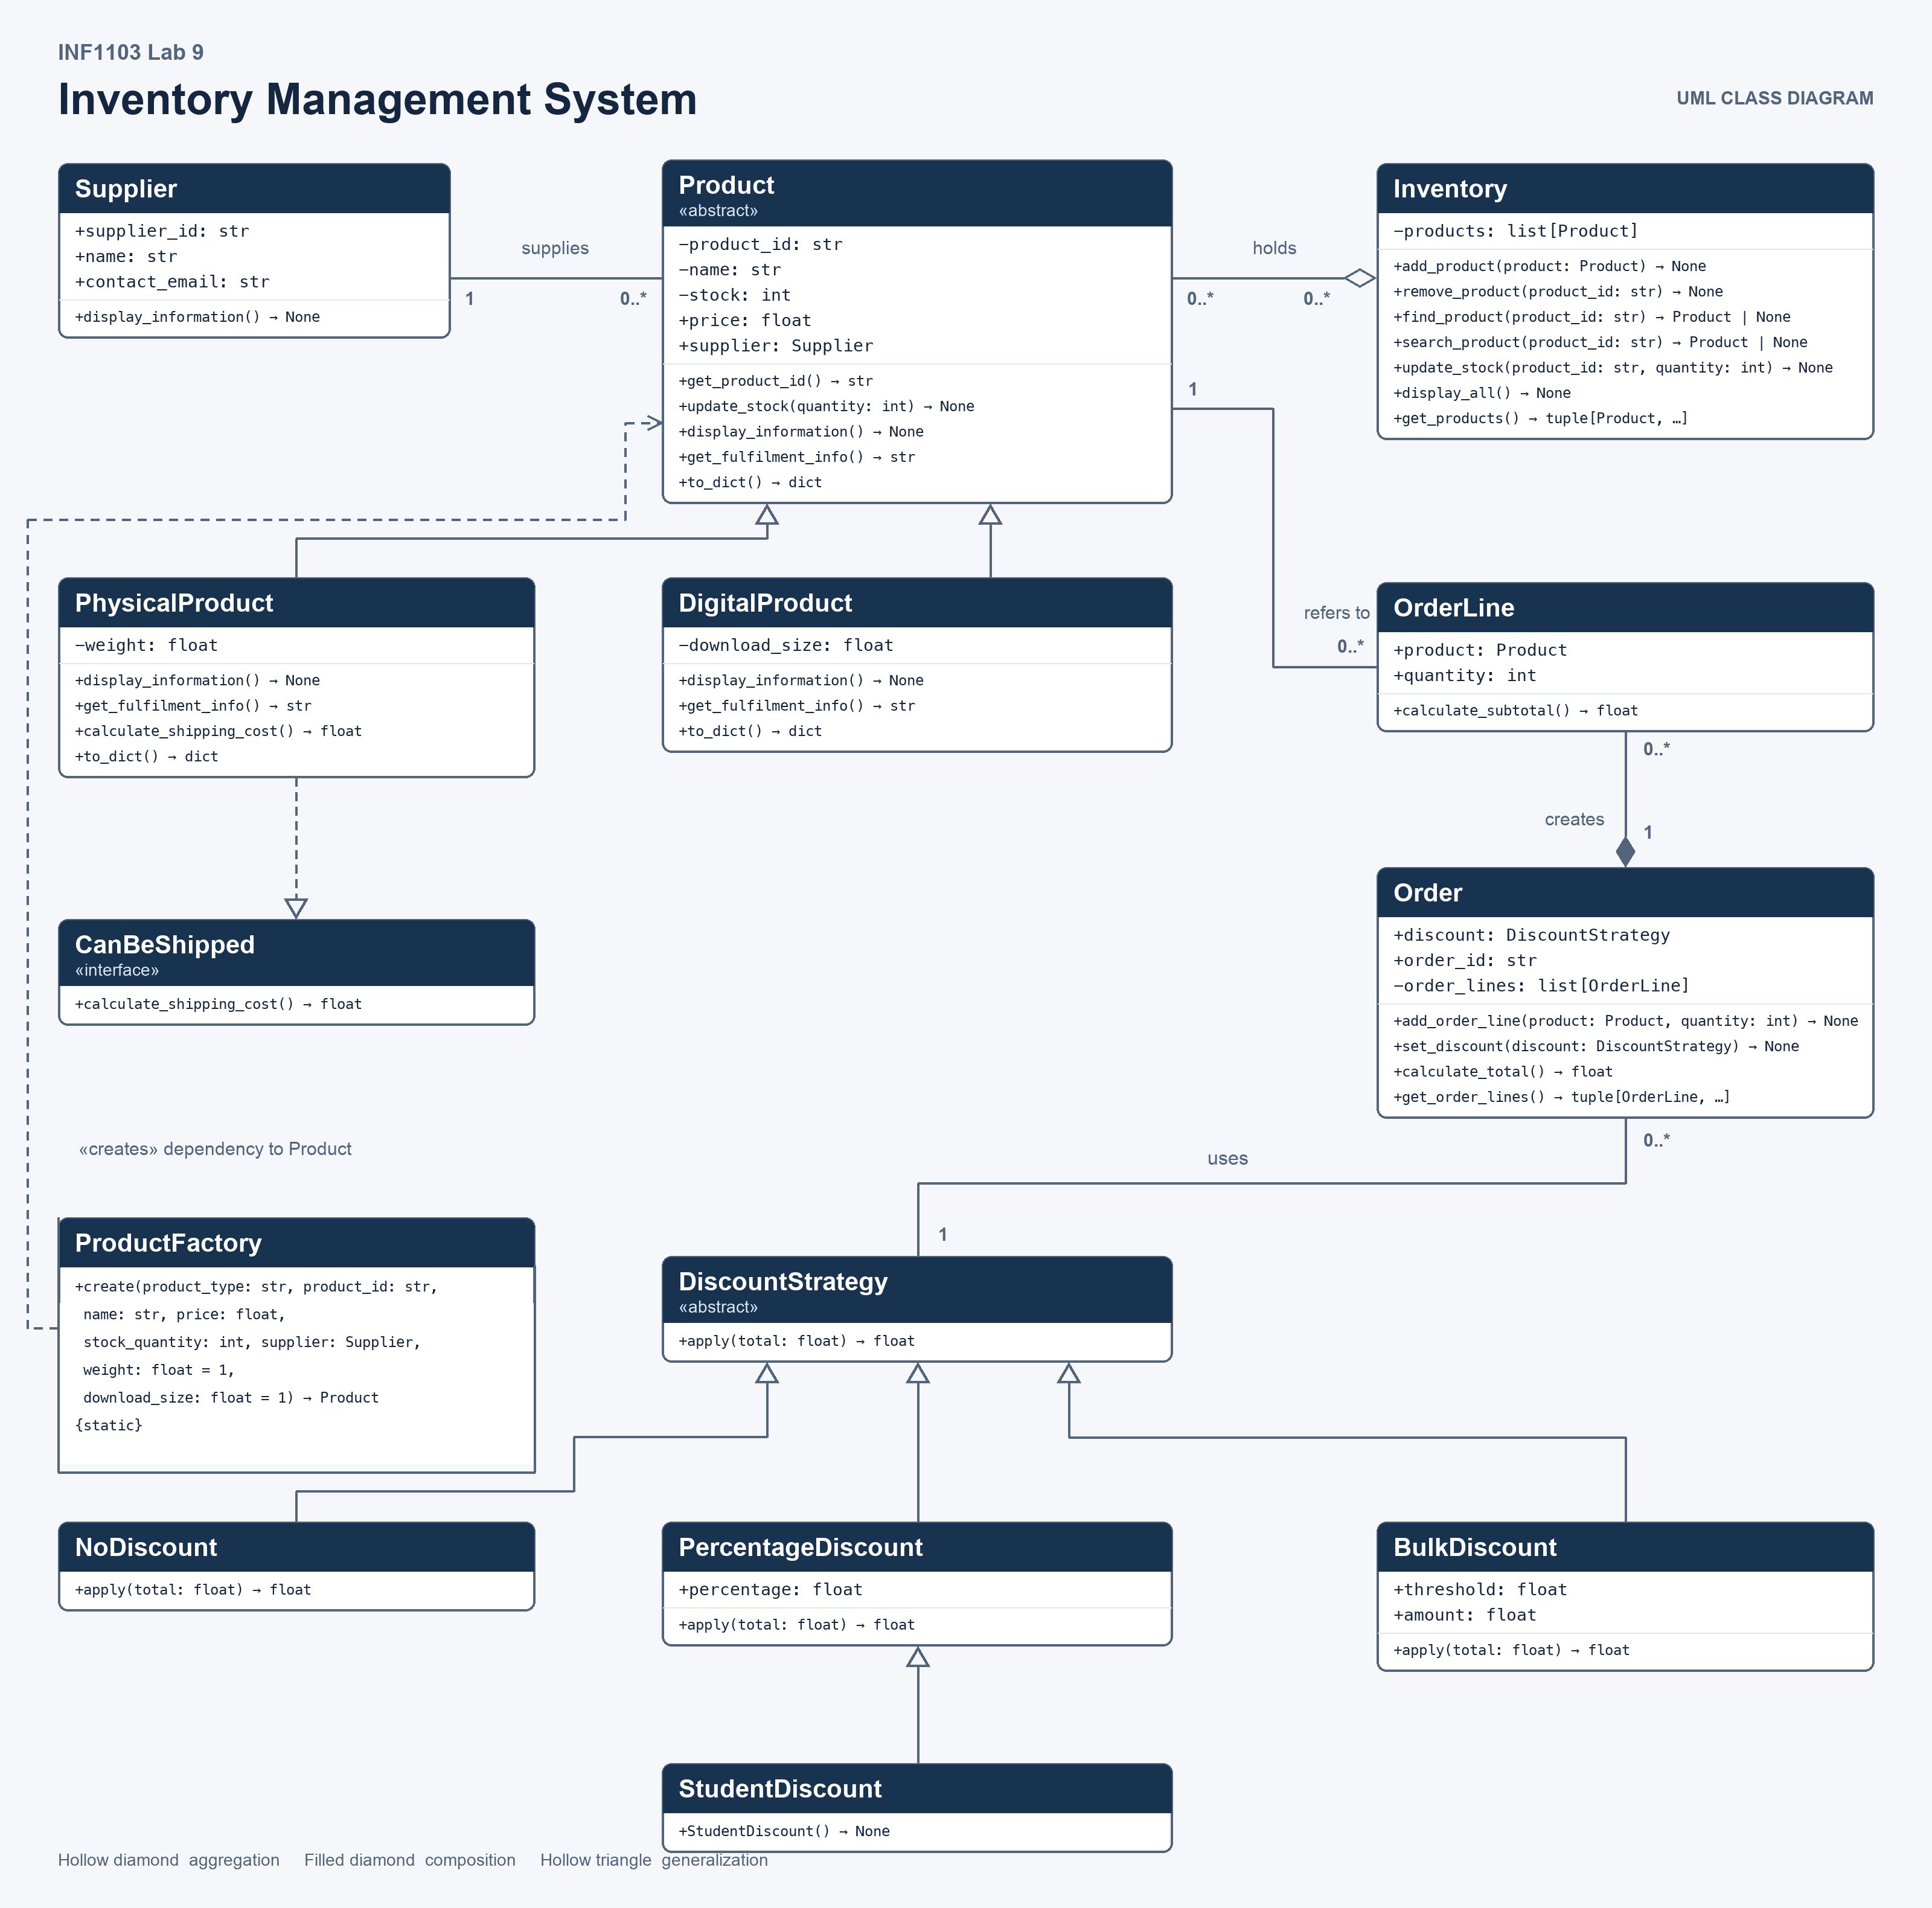 INF1103 Lab 9
Inventory Management System
UML CLASS DIAGRAM
Supplier
+supplier_id: str
+name: str
+contact_email: str
+display_information() → None
supplies
1
0..*
Product
«abstract»
−product_id: str
−name: str
−stock: int
+price: float
+supplier: Supplier
+get_product_id() → str
+update_stock(quantity: int) → None
+display_information() → None
+get_fulfilment_info() → str
+to_dict() → dict
holds
0..*
0..*
1
Inventory
−products: list[Product]
+add_product(product: Product) → None
+remove_product(product_id: str) → None
+find_product(product_id: str) → Product | None
+search_product(product_id: str) → Product | None
+update_stock(product_id: str, quantity: int) → None
+display_all() → None
+get_products() → tuple[Product, …]
PhysicalProduct
−weight: float
+display_information() → None
+get_fulfilment_info() → str
+calculate_shipping_cost() → float
+to_dict() → dict
DigitalProduct
−download_size: float
+display_information() → None
+get_fulfilment_info() → str
+to_dict() → dict
refers to
0..*
OrderLine
+product: Product
+quantity: int
+calculate_subtotal() → float
0..*
creates
1
CanBeShipped
«interface»
+calculate_shipping_cost() → float
Order
+discount: DiscountStrategy
+order_id: str
−order_lines: list[OrderLine]
+add_order_line(product: Product, quantity: int) → None
+set_discount(discount: DiscountStrategy) → None
+calculate_total() → float
+get_order_lines() → tuple[OrderLine, …]
0..*
«creates» dependency to Product
uses
1
ProductFactory
+create(product_type: str, product_id: str,
name: str, price: float,
stock_quantity: int, supplier: Supplier,
weight: float = 1,
download_size: float = 1) → Product
{static}
DiscountStrategy
«abstract»
+apply(total: float) → float
NoDiscount
+apply(total: float) → float
PercentageDiscount
+percentage: float
+apply(total: float) → float
BulkDiscount
+threshold: float
+amount: float
+apply(total: float) → float
StudentDiscount
+StudentDiscount() → None
Hollow diamond  aggregation    Filled diamond  composition    Hollow triangle  generalization